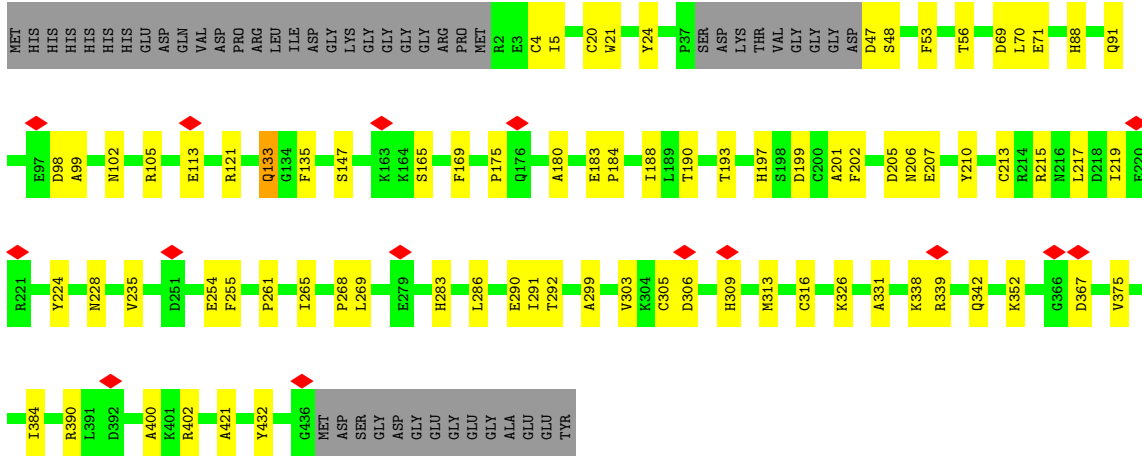 MET HIS HIS HIS HIS HIS HIS GLU ASP GLN VAL ASP PRO ARG LEU ILE ASP GLY LYS GLY GLY GLY GLY ARG PRO MET R2 E3 C4 I5 C20 W21 Y24 P37 SER ASP LYS THR VAL GLY GLY GLY ASP D47 S48 F53 T56 D69 L70 E71 H88 Q91
E97 D98 A99 N102 R105 E113 R121 Q133 G134 F135 S147 K163 K164 S165 F169 P175 Q176 A180 E183 P184 I188 L189 T190 T193 H197 S198 D199 C200 A201 F202 D205 N206 E207 Y210 C213 R214 R215 N216 L217 D218 I219 E220
R221 Y224 N228 V235 D251 E254 F255 P261 I265 P268 L269 E279 H283 L286 E290 I291 T292 A299 V303 K304 C305 D306 H309 M313 C316 K326 A331 K338 R339 Q342 K352 G366 D367 V375
I384 R390 L391 D392 A400 K401 R402 A421 Y432 G436 MET ASP SER GLY ASP GLY GLU GLY GLU GLY ALA GLU GLU TYR